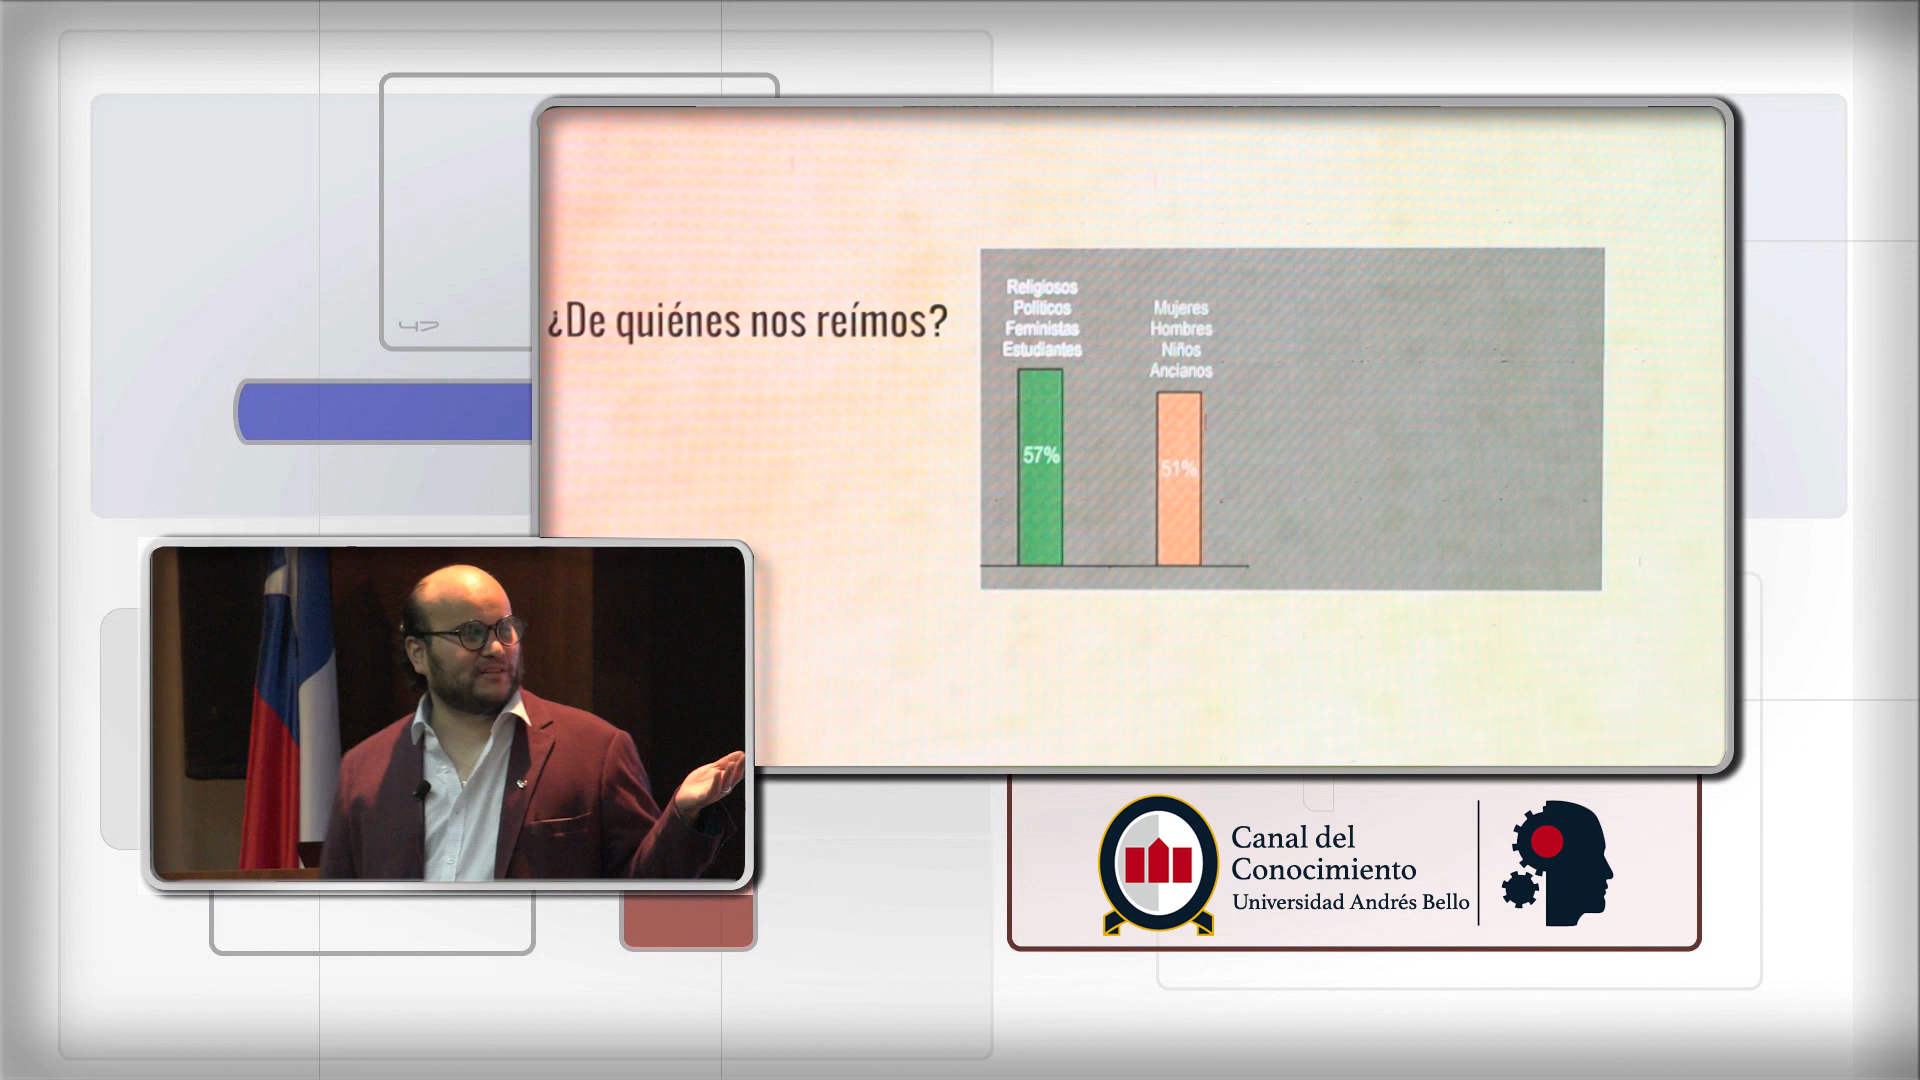 ¿De quiénes nos reímos?
Religiosos
Políticos
Feministas
Estudiantes
57%
Mujeres
Hombres
Niños
Ancianos
51%
Canal del
Conocimiento
Universidad Andrés Bello